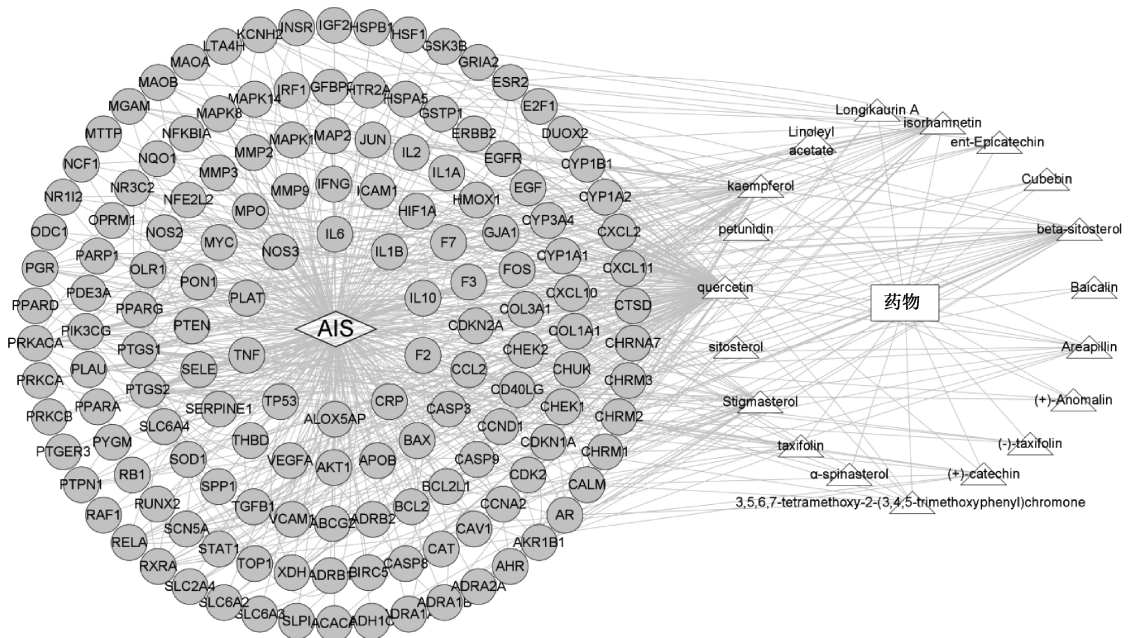 KCNH2
INSR
IGF2
HSPB1
HSF1
GSK3B
GRIA2
ESR2
E2F1
DUOX2
CYP1B1
CYP1A2
CXCL2
CXCL11
CTSD
CHRNA7
CHRM3
CHRM2
CHRM1
CALM
AR
AKR1B1
AHR
ADRA2A
ADRA1B
ADRA1A
ADH1C
ACACA
SLPI
SLC6A3
SLC6A2
SLC2A4
RXRA
RELA
RAF1
PTPN1
PTGER3
PRKCB
PRKCA
PRKACA
PPARD
PGR
ODC1
NR1I2
NCF1
MTTP
MGAM
MAOB
MAOA
LTA4H
MAPK14
IRF1
GFBP
HTR2A
HSPA5
GSTP1
ERBB2
EGFR
EGF
CYP3A4
CYP1A1
CXCL10
COL1A1
CHUK
CHEK1
CDKN1A
CDK2
CCNA2
CAV1
CAT
CASP8
BIRC5
ADRB1
XDH
TOP1
STAT1
SCN5A
RUNX2
RB1
PYGM
PPARA
PLAU
PIK3CG
PDE3A
PARP1
OPRM1
NR3C2
NQO1
NFKBIA
MAPK8
MAPK1
MAP2
JUN
IL2
IL1A
HMOX1
GJA1
FOS
COL3A1
CHEK2
CD40LG
CCND1
CASP9
BCL2L1
BCL2
ADRB2
ABCG2
VCAM1
TGFB1
SPP1
SOD1
SLC6A4
PTGS2
PTGS1
PPARG
OLR1
NOS2
NFE2L2
MMP3
MMP2
MMP9
IFNG
ICAM1
HIF1A
F7
F3
CDKN2A
CCL2
CASP3
BAX
APOB
AKT1
VEGFA
THBD
SERPINE1
SELE
PTEN
PON1
MYC
MPO
NOS3
IL6
IL1B
IL10
F2
CRP
ALOX5AP
TP53
TNF
PLAT
AIS
Longikaurin A
isorhamnetin
Linoleyl
acetate
ent-Epicatechin
kaempferol
Cubebin
petunidin
beta-sitosterol
quercetin
Baicalin
药物
sitosterol
Areapillin
Stigmasterol
(+)-Anomalin
taxifolin
(-)-taxifolin
α-spinasterol
(+)-catechin
3,5,6,7-tetramethoxy-2-(3,4,5-trimethoxyphenyl)chromone